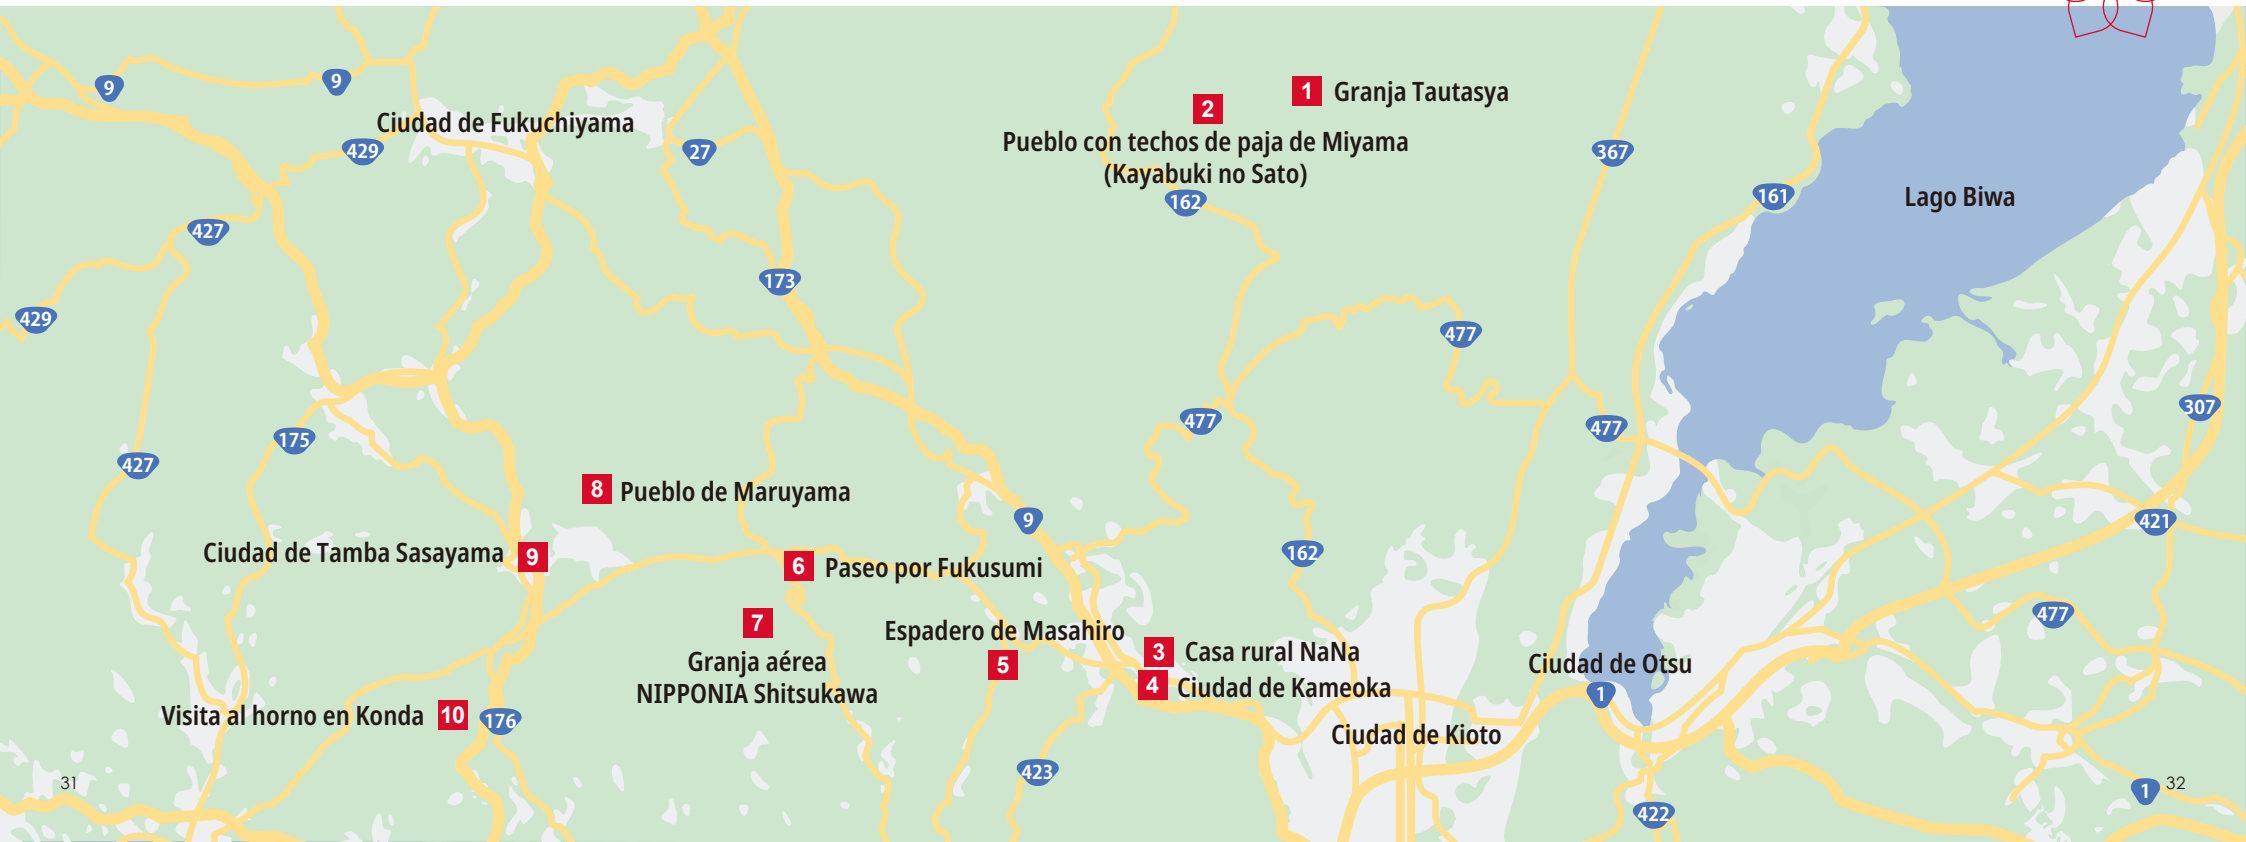 9
9
1 Granja Tautasya
2
Ciudad de Fukuchiyama
Pueblo con techos de paja de Miyama
(Kayabuki no Sato)
429
27
367
162
161
Lago Biwa
427
173
429
477
307
477
477
175
427
8 Pueblo de Maruyama
9
421
Ciudad de Tamba Sasayama 9
162
6 Paseo por Fukusumi
477
7
Granja aérea
NIPPONIA Shitsukawa
Espadero de Masahiro
5
3 Casa rural NaNa
4 Ciudad de Kameoka
Ciudad de Otsu
1
Visita al horno en Konda 10
176
Ciudad de Kioto
423
31
1
32
422